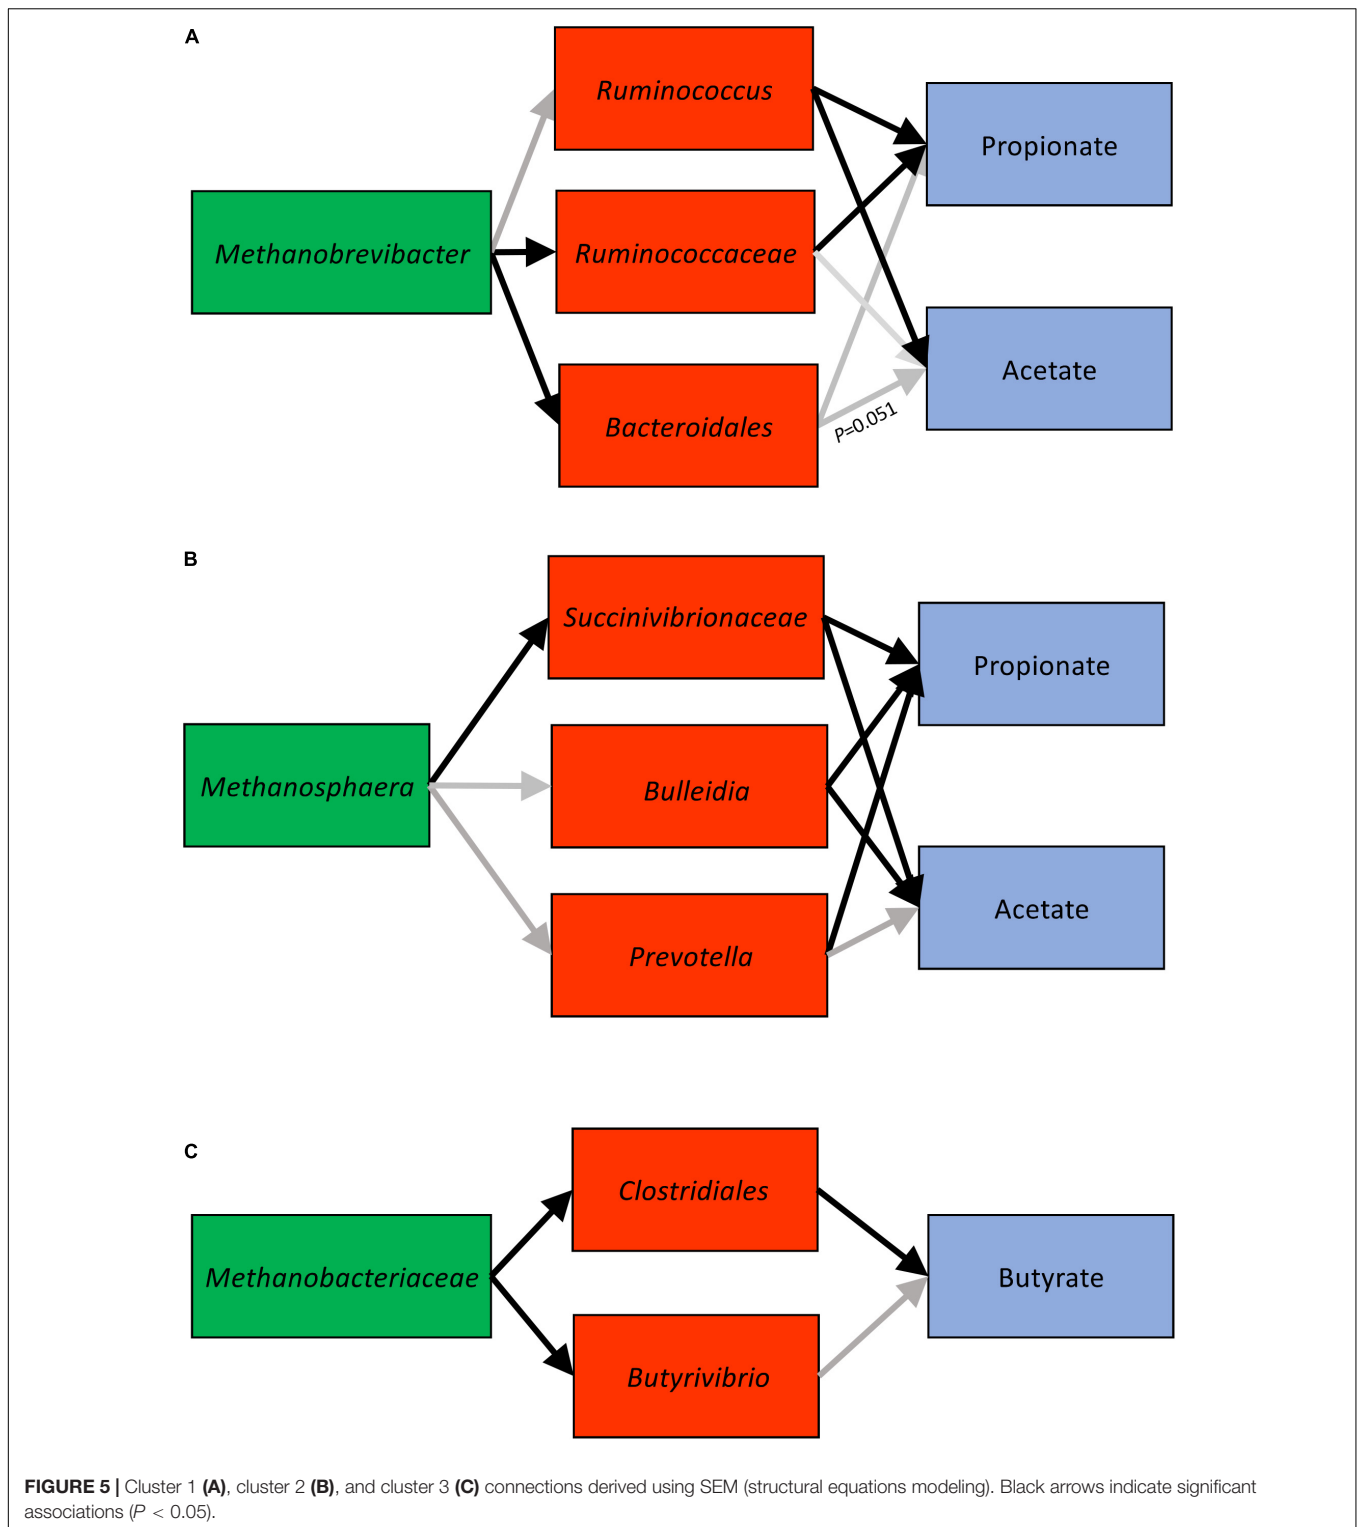 A
Ruminococcus
Propionate
Methanobrevibacter
Ruminococcaceae
Acetate
Bacteroidales
P=0.051
B
Succinivibrionaceae
Propionate
Methanosphaera
Bulleidia
Acetate
Prevotella
C
Clostridiales
Methanobacteriaceae
Butyrate
Butyrivibrio
FIGURE 5 | Cluster 1 (A), cluster 2 (B), and cluster 3 (C) connections derived using SEM (structural equations modeling). Black arrows indicate significant
associations (P < 0.05).